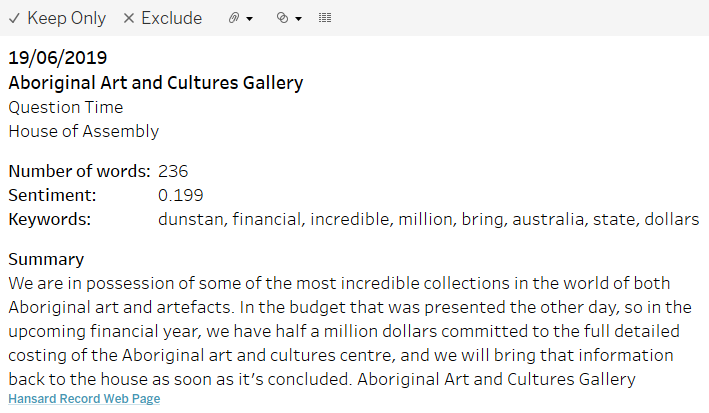 Keep Only Exclude
19/06/2019
Aboriginal Art and Cultures Gallery
Question Time
House of Assembly
Number of words: 236
Sentiment: 0.199
Keywords: dunstan, financial, incredible, million, bring, australia, state, dollars
Summary
We are in possession of some of the most incredible collections in the world of both
Aboriginal art and artefacts. In the budget that was presented the other day, so in the
upcoming financial year, we have half a million dollars committed to the full detailed
costing of the Aboriginal art and cultures centre, and we will bring that information
back to the house as soon as it's concluded. Aboriginal Art and Cultures Gallery
Hansard Record Web Page